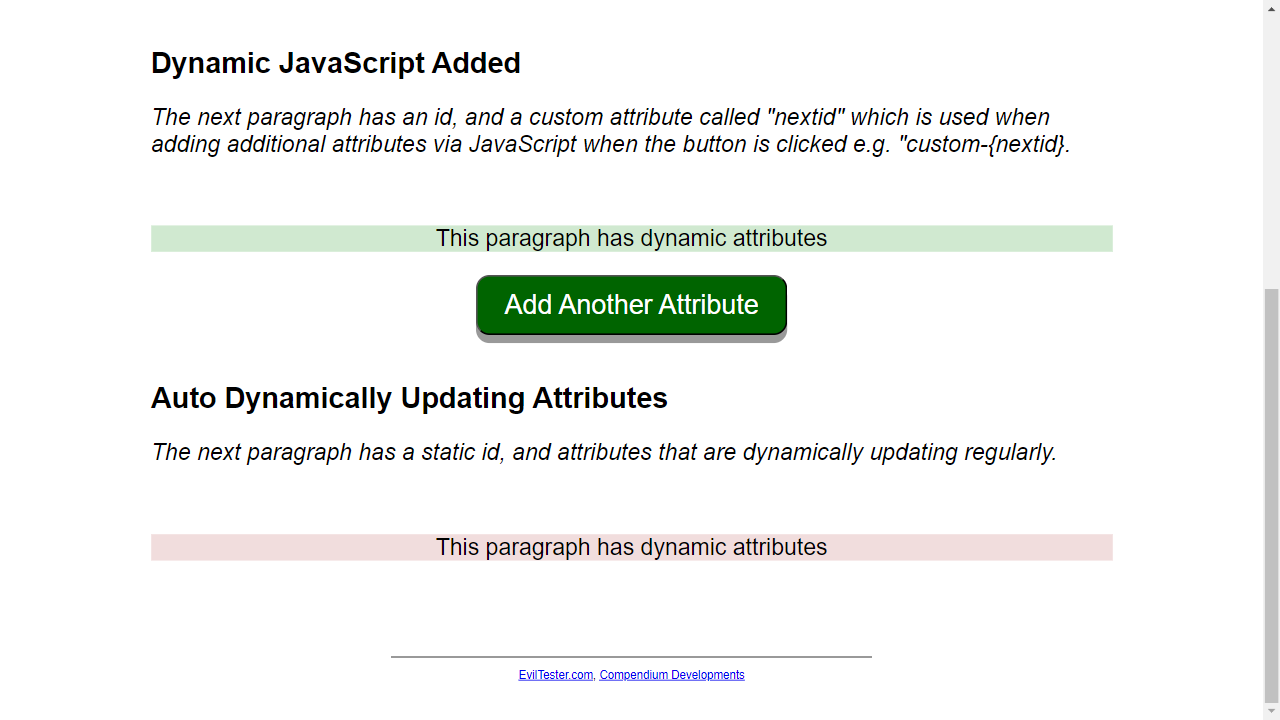 Dynamic JavaScript Added
The next paragraph has an id, and a custom attribute called "nextid" which is used when
adding additional attributes via JavaScript when the button is clicked e.g. "custom-{nextid}.
This paragraph has dynamic attributes
Add Another Attribute
Auto Dynamically Updating Attributes
The next paragraph has a static id, and attributes that are dynamically updating regularly.
This paragraph has dynamic attributes
EvilTester.com, Compendium Developments